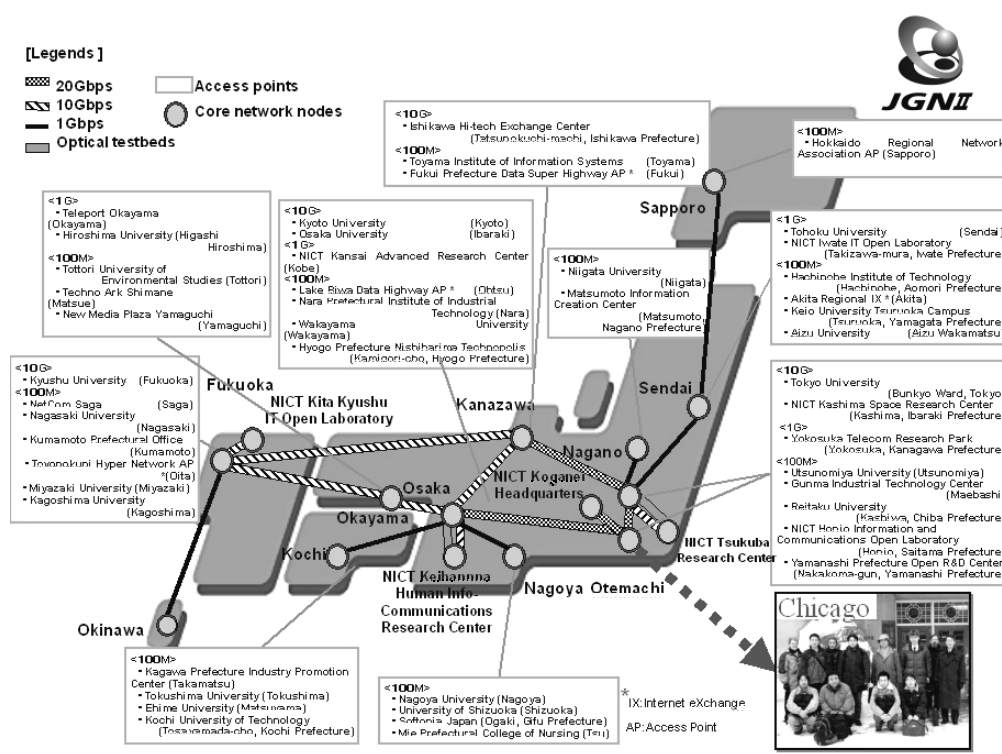 [Legends ]
20Gbps
10Gbps
1Gbps
Optical testbeds
Access points
Core network nodes
JGNII
<10G>
・Ishikawa Hi-tech Exchange Center
(Tatsunokuchi-machi, Ishikawa Prefecture)
<100M>
・Toyama Institute of Information Systems (Toyama)
・Fukui Prefecture Data Super Highway AP * (Fukui)
<100M>
・Hokkaido Regional Network
Association AP (Sapporo)
<1G>
・Teleport Okayama
(Okayama)
・Hiroshima University (Higashi
Hiroshima)
<100M>
・Tottori University of
Environmental Studies (Tottori)
・Techno Ark Shimane
(Matsue)
・New Media Plaza Yamaguchi
(Yamaguchi)
<10G>
・Kyoto University (Kyoto)
・Osaka University (Ibaraki)
<1G>
・NICT Kansai Advanced Research Center
(Kobe)
<100M>
・Lake Biwa Data Highway AP * (Ohtsu)
・Nara Prefectural Institute of Industrial
Technology (Nara)
・Wakayama University
(Wakayama)
・Hyogo Prefecture Nishiharima Technopolis
(Kamigori-cho, Hyogo Prefecture)
<100M>
・Niigata University
(Niigata)
・Matsumoto Information
Creation Center
(Matsumoto,
Nagano Prefecture)
<1G>
・Tohoku University (Sendai)
・NICT Iwate IT Open Laboratory
(Takizawa-mura, Iwate Prefecture)
<100M>
・Hachinohe Institute of Technology
(Hachinohe, Aomori Prefecture)
・Akita Regional IX * (Akita)
・Keio University Tsuruoka Campus
(Tsuruoka, Yamagata Prefecture)
・Aizu University (Aizu Wakamatsu)
<10G>
・Kyushu University (Fukuoka)
<100M>
・NetCom Saga (Saga)
・Nagasaki University
(Nagasaki)
・Kumamoto Prefectural Office
(Kumamoto)
・Toyonokuni Hyper Network AP
*(Oita)
・Miyazaki University (Miyazaki)
・Kagoshima University
(Kagoshima)
<10G>
・Tokyo University
(Bunkyo Ward, Tokyo)
・NICT Kashima Space Research Center
(Kashima, Ibaraki Prefecture)
<1G>
・Yokosuka Telecom Research Park
(Yokosuka, Kanagawa Prefecture)
<100M>
・Utsunomiya University (Utsunomiya)
・Gunma Industrial Technology Center
(Maebashi)
・Reitaku University
(Kashiwa, Chiba Prefecture)
・NICT Honjo Information and
Communications Open Laboratory
(Honjo, Saitama Prefecture)
・Yamanashi Prefecture Open R&D Center
(Nakakoma-gun, Yamanashi Prefecture)
Sapporo
Sendai
Fukuoka
NICT Kita Kyushu
IT Open Laboratory
Kanazawa
Nagano
NICT Koganei
Headquarters
Osaka
Okayama
Kochi
NICT Keihannna
Human Info-
Communications
Research Center
Nagoya
Otemachi
NICT Tsukuba
Research Center
Okinawa
Chicago
<100M>
・Kagawa Prefecture Industry Promotion
Center (Takamatsu)
・Tokushima University (Tokushima)
・Ehime University (Matsuyama)
・Kochi University of Technology
(Tosayamada-cho, Kochi Prefecture)
<100M>
・Nagoya University (Nagoya)
・University of Shizuoka (Shizuoka)
・Softopia Japan (Ogaki, Gifu Prefecture)
・Mie Prefectural College of Nursing (Tsu)
*
IX:Internet eXchange
AP:Access Point